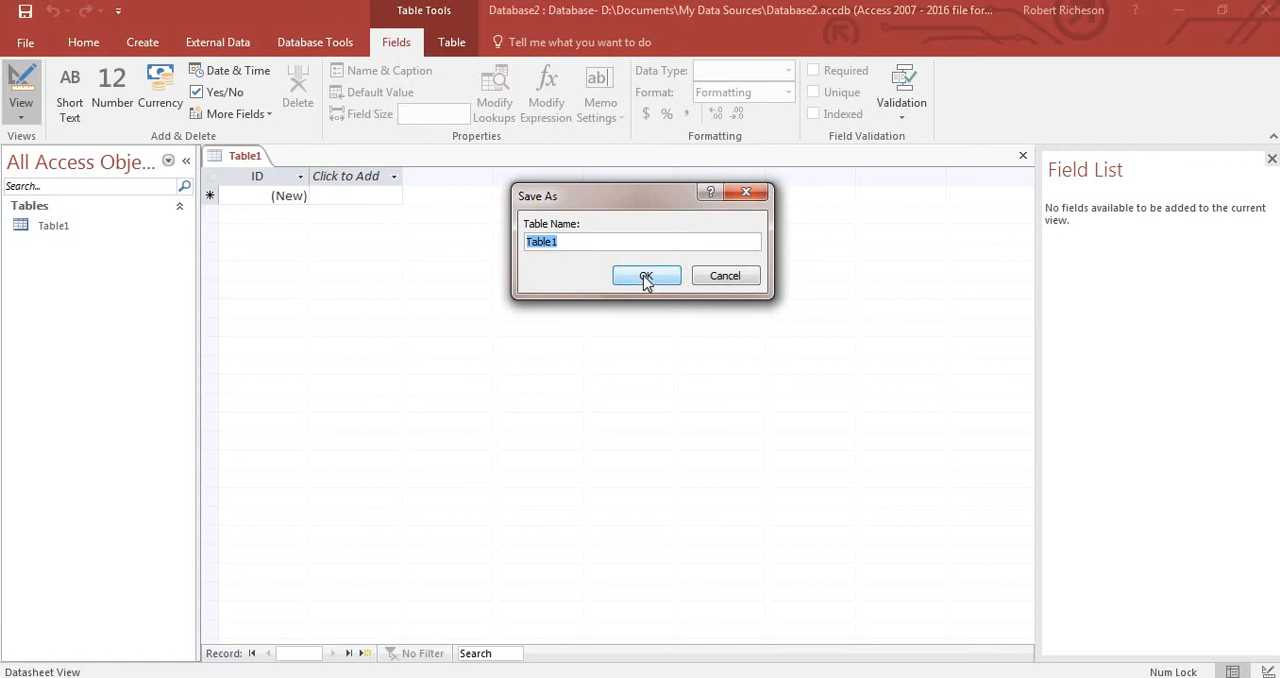 Table Tools
Database2 : Database- D:\Documents\My Data Sources\Database2.accdb (Access 2007 - 2016 file for...
Robert Richeson
?
File
Home
Create
External Data
Database Tools
Fields
Table
Tell me what you want to do
View
AB
Short
Text
12
Number
Currency
Date & Time
Yes/No
More Fields
Delete
Name & Caption
Default Value
Field Size
Modify
Lookups
fx
Modify
Expression
ab
Memo
Settings
Data Type:
Format:
Formatting
$ % ,
Required
Unique
Indexed
Validation
Views
Add & Delete
Properties
Formatting
Field Validation
All Access Obje...
Search...
Tables
Table1
Table1
ID
Click to Add
(New)
Save As
?
Table Name:
Table1
OK
Cancel
Field List
No fields available to be added to the current
view.
Record:
No Filter
Search
Datasheet View
Num Lock